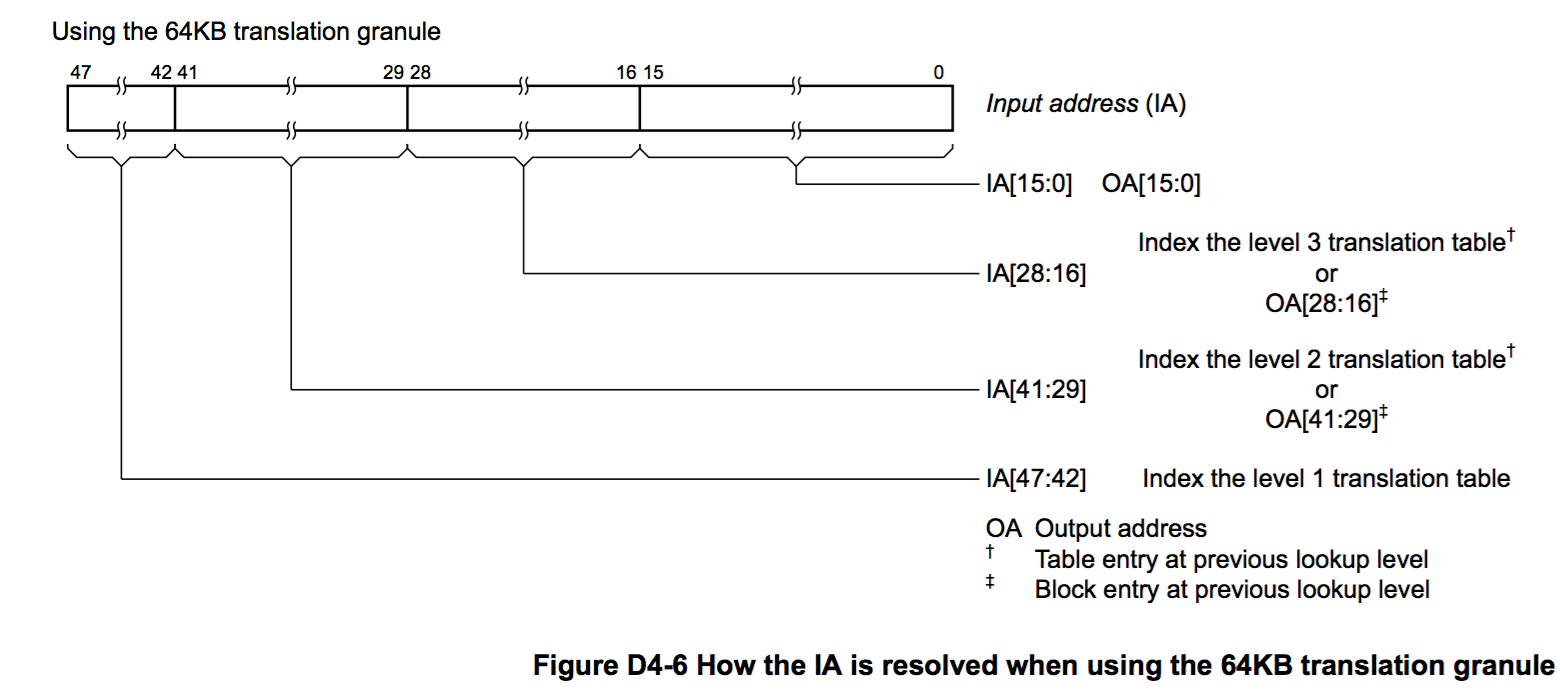 Using the 64KB translation granule
47 42 41 29 28 16 15 0
Input address (IA)
IA[15:0] OA[15:0]
Index the level 3 translation table†
IA[28:16] or
OA[28:16]‡
Index the level 2 translation table†
IA[41:29] or
OA[41:29]‡
IA[47:42] Index the level 1 translation table
OA Output address
† Table entry at previous lookup level
‡ Block entry at previous lookup level
Figure D4-6 How the IA is resolved when using the 64KB translation granule